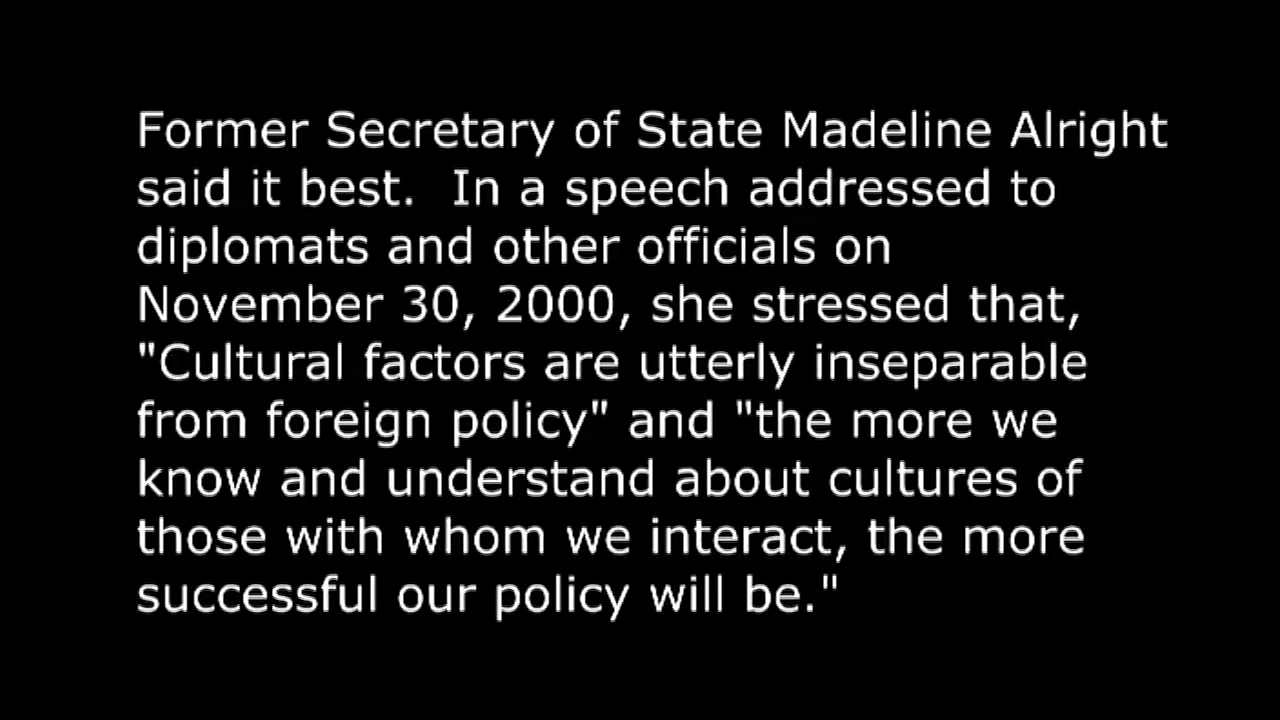 Former Secretary of State Madeline Alright
said it best.  In a speech addressed to
diplomats and other officials on
November 30, 2000, she stressed that,
"Cultural factors are utterly inseparable
from foreign policy" and "the more we
know and understand about cultures of
those with whom we interact, the more
successful our policy will be."